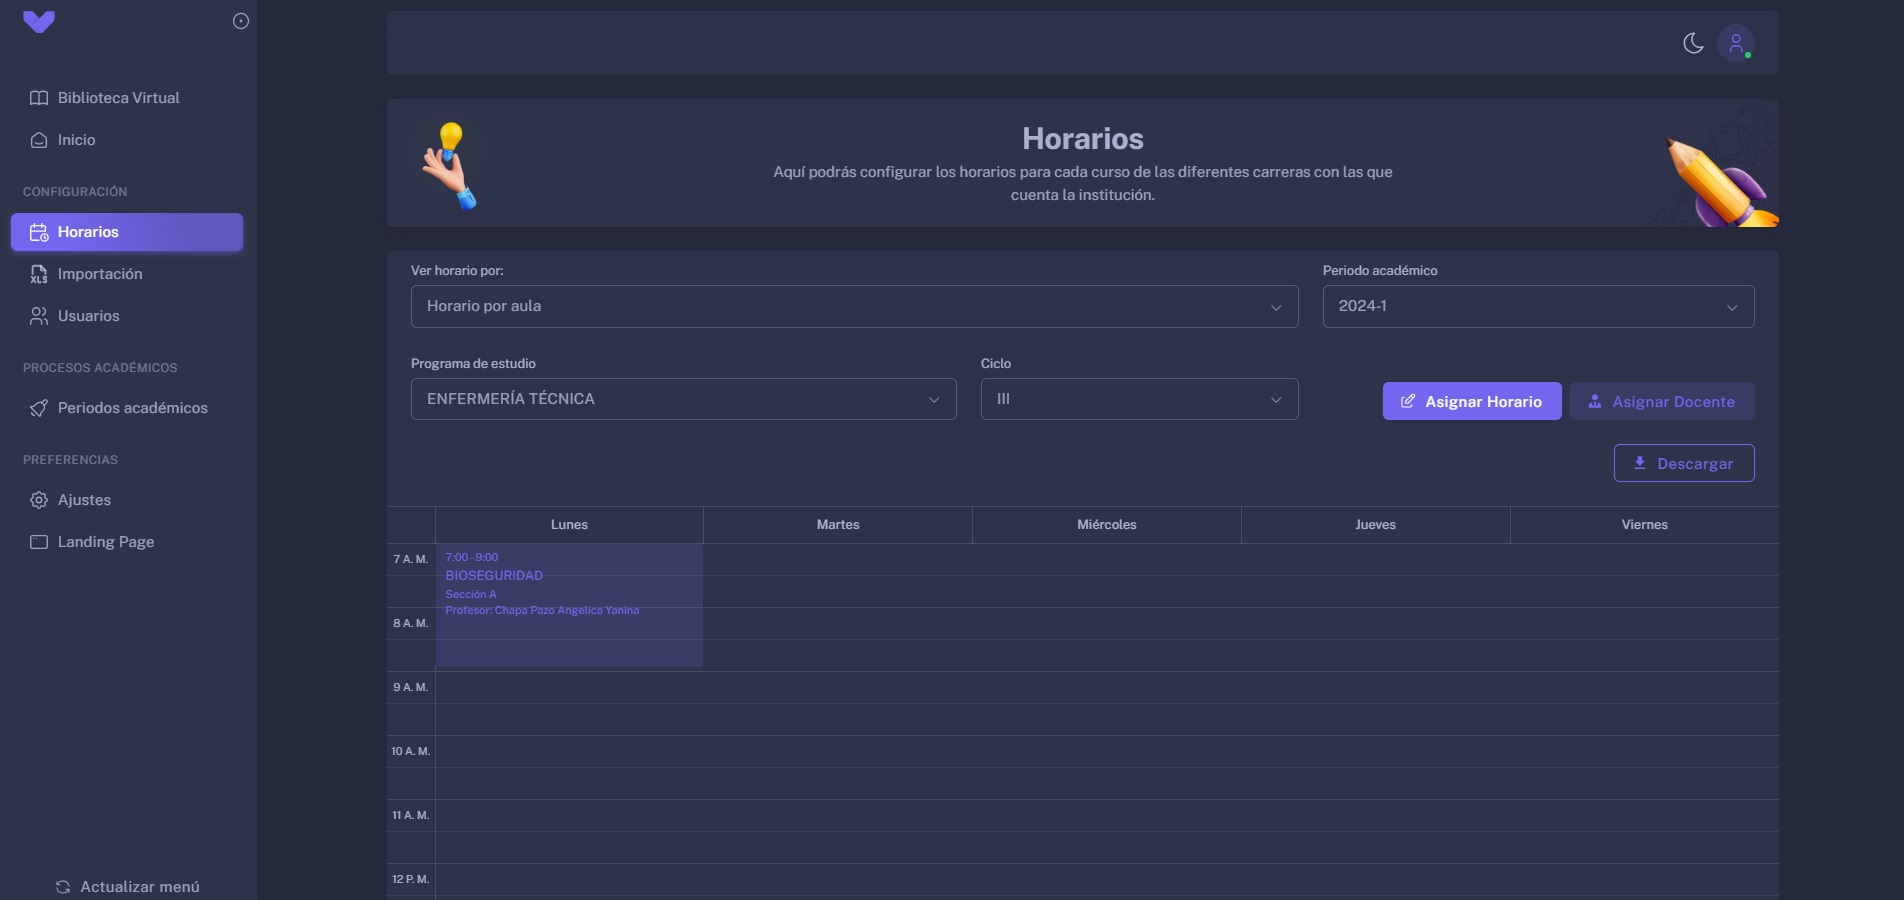 Biblioteca Virtual
Inicio
CONFIGURACIÓN
Horarios
Importación
Usuarios
PROCESOS ACADÉMICOS
Periodos académicos
PREFERENCIAS
Ajustes
Landing Page
Actualizar menú
Horarios
Aquí podrás configurar los horarios para cada curso de las diferentes carreras con las que
cuenta la institución.
Ver horario por:
Horario por aula
Periodo académico
2024-1
Programa de estudio
ENFERMERÍA TÉCNICA
Ciclo
III
Asignar Horario
Asignar Docente
Descargar
Lunes
Martes
Miércoles
Jueves
Viernes
7 A. M.
7:00 - 9:00
BIOSEGURIDAD
Sección A
Profesor: Chapa Pazo Angelica Yanina
8 A. M.
9 A. M.
10 A. M.
11 A. M.
12 P. M.
XLS